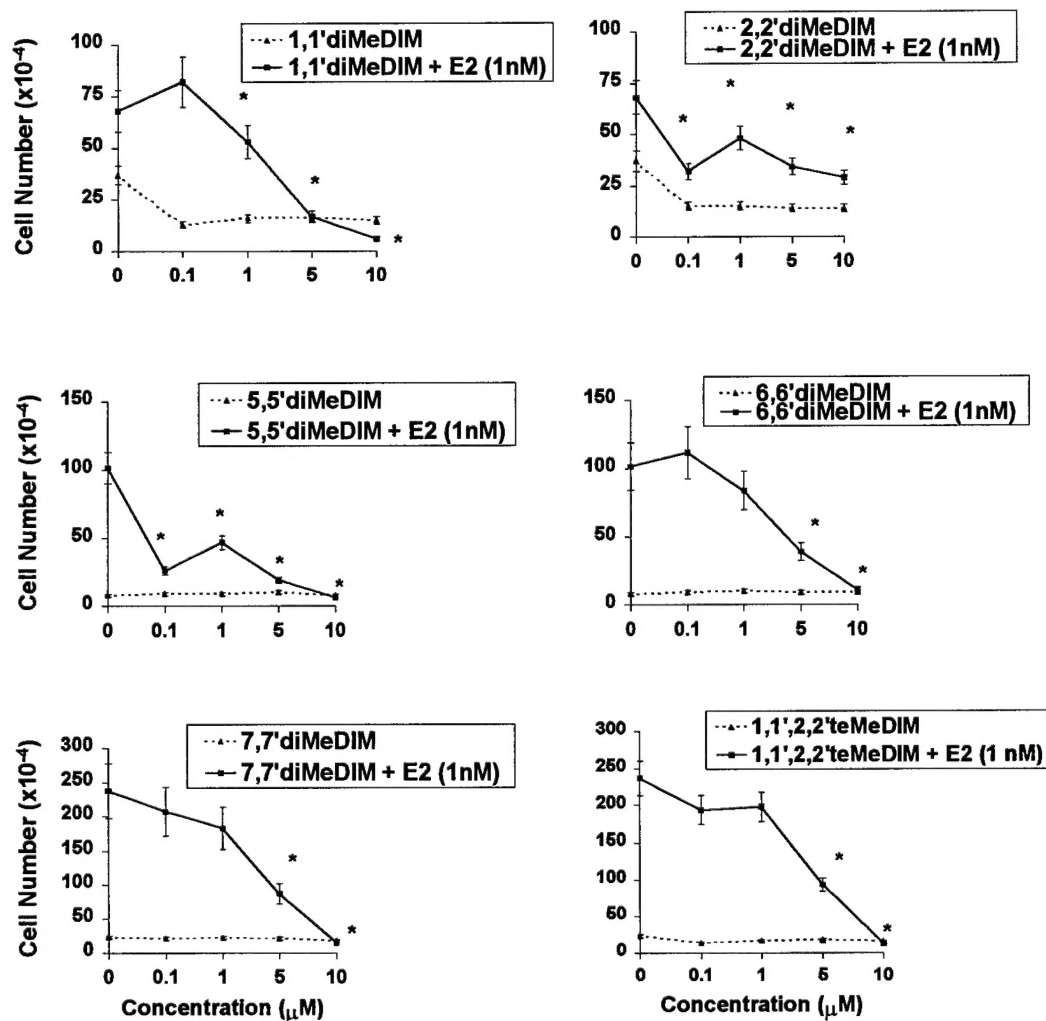 1,1'diMeDIM
1,1'diMeDIM + E2 (1nM)
Cell Number (x10-4)
100
75
50
25
0
*
*
*
0 0.1 1 5 10
2,2'diMeDIM
2,2'diMeDIM + E2 (1nM)
100
75
50
25
0
*
*
*
*
0 0.1 1 5 10
5,5'diMeDIM
5,5'diMeDIM + E2 (1nM)
Cell Number (x10-4)
150
100
50
0
*
*
*
*
0 0.1 1 5 10
6,6'diMeDIM
6,6'diMeDIM + E2 (1nM)
150
100
50
0
*
*
0 0.1 1 5 10
7,7'diMeDIM
7,7'diMeDIM + E2 (1nM)
Cell Number (x10-4)
300
250
200
150
100
50
0
*
*
0 0.1 1 5 10
Concentration (μM)
1,1',2,2'teMeDIM
1,1',2,2'teMeDIM + E2 (1 nM)
300
250
200
150
100
50
0
*
*
0 0.1 1 5 10
Concentration (μM)